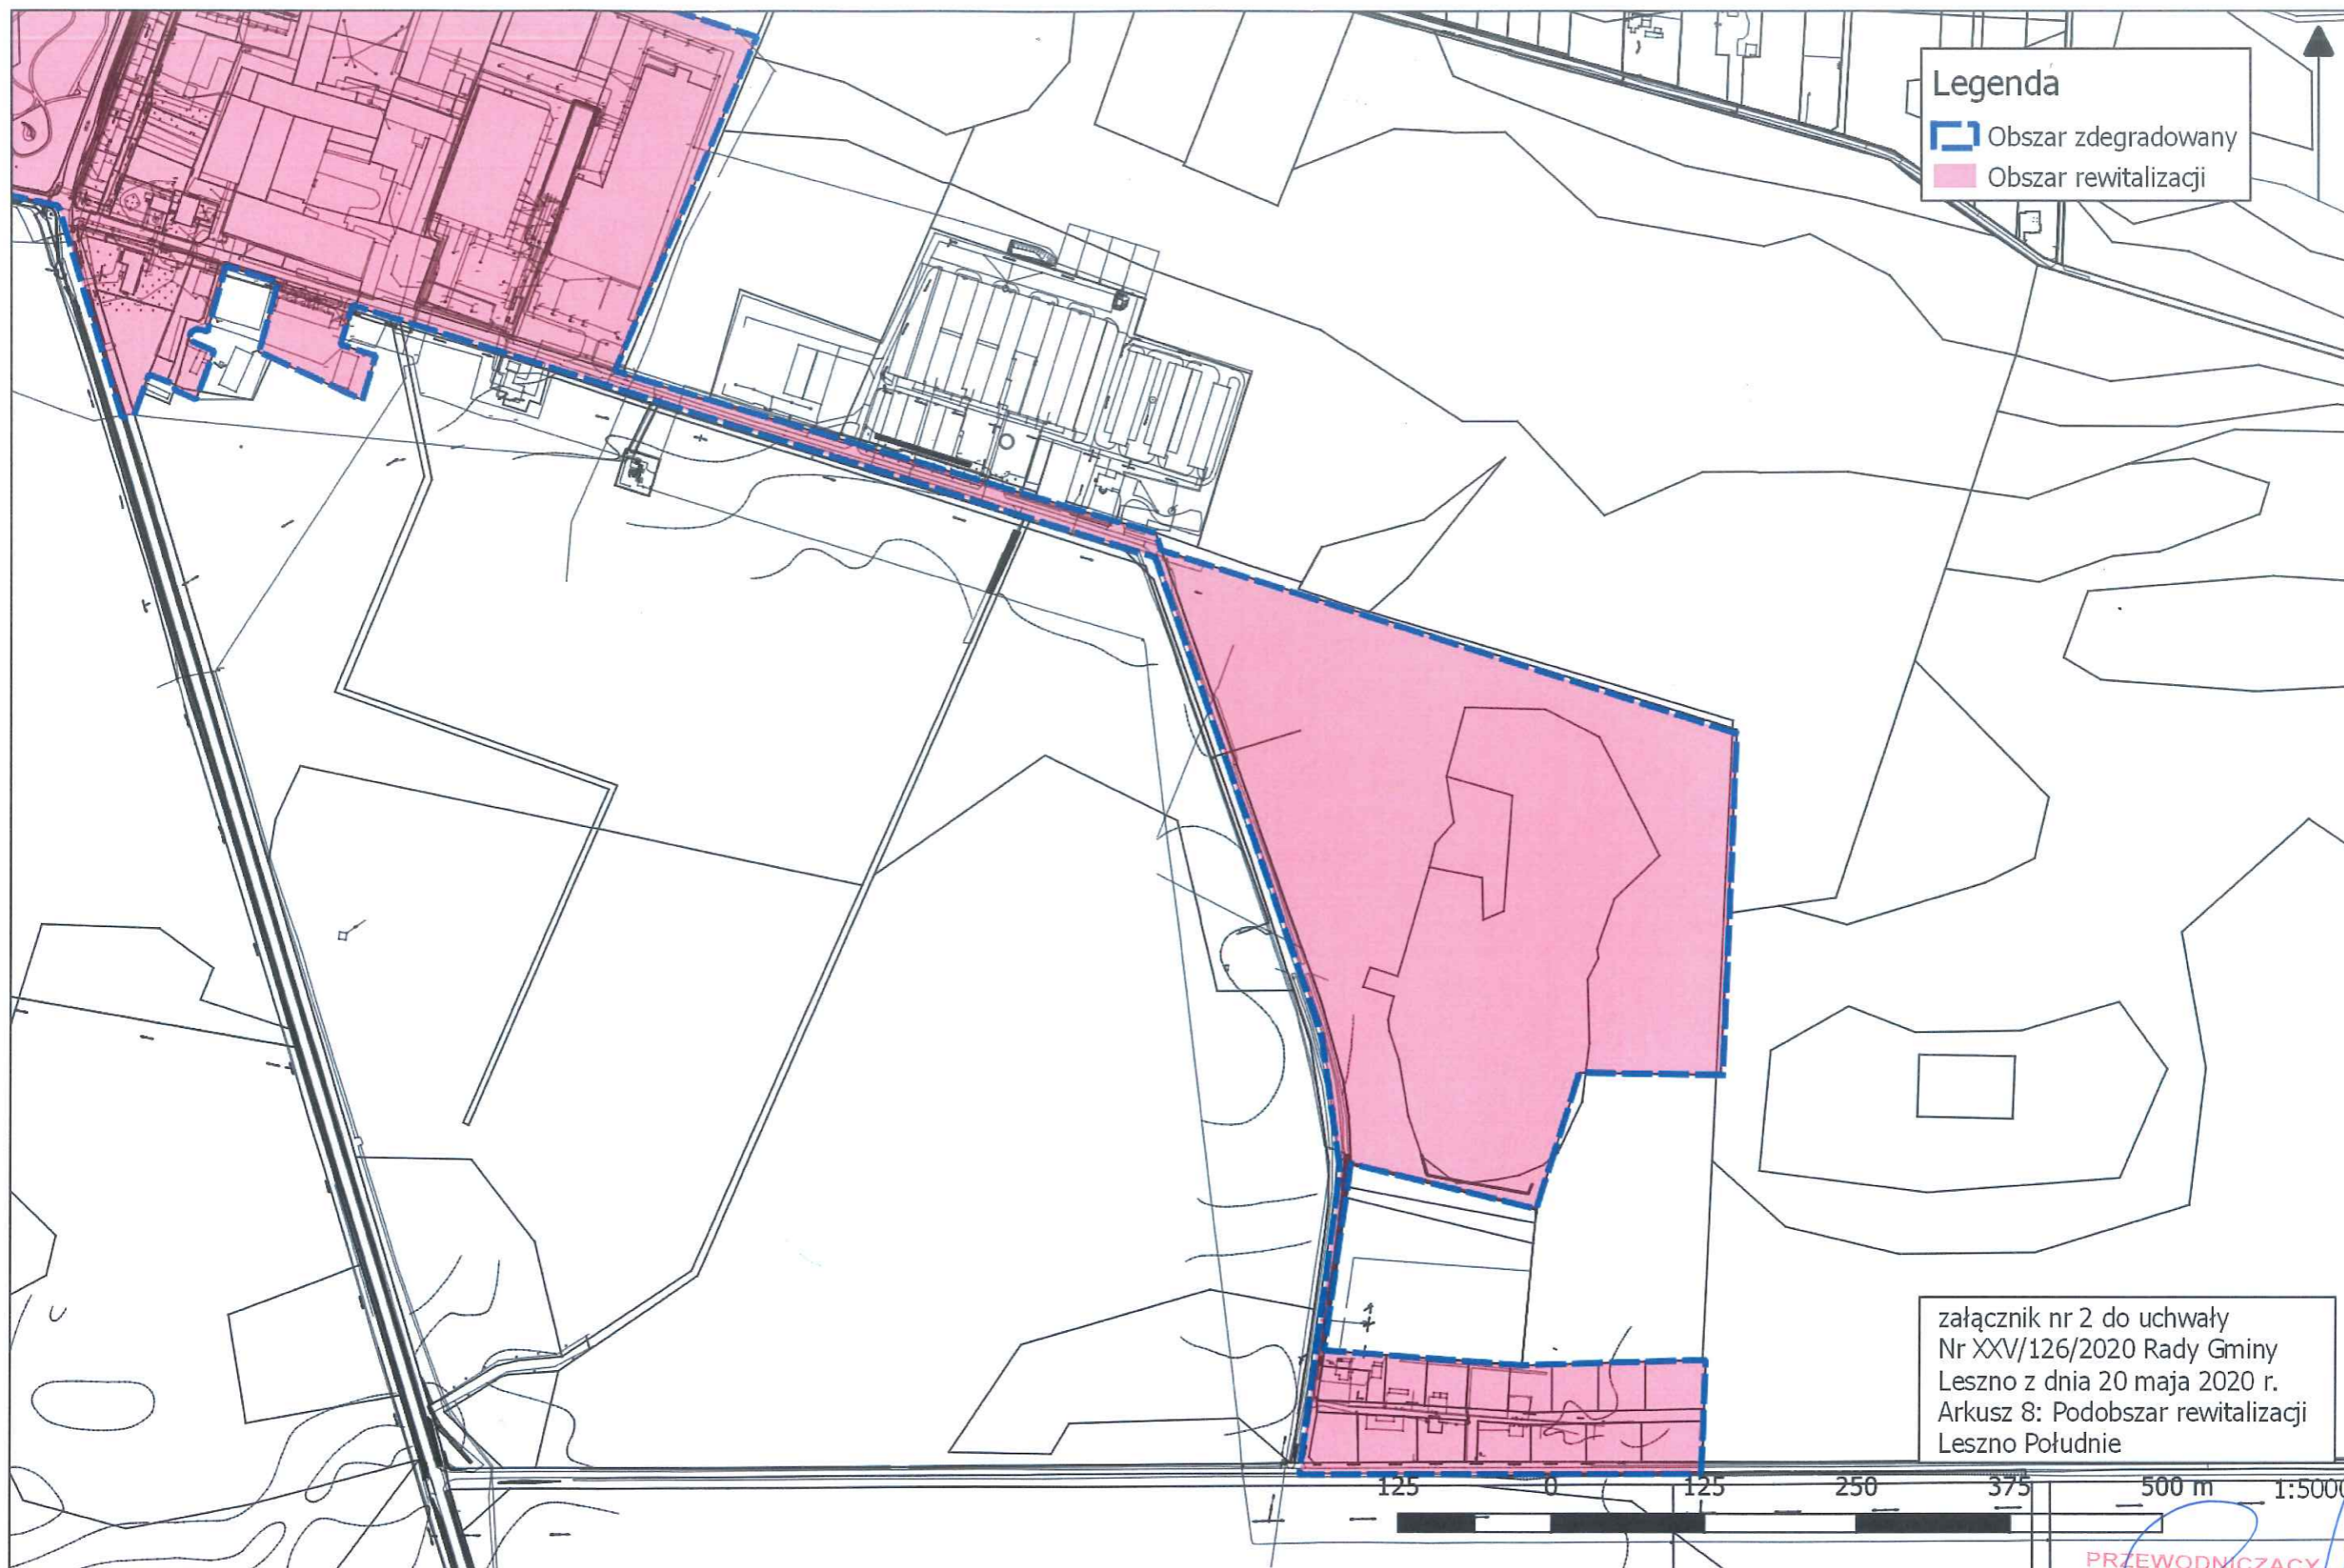 Legenda
Obszar zdegradowany
Obszar rewitalizacji
załącznik nr 2 do uchwały
Nr XXV/126/2020 Rady Gminy
Leszno z dnia 20 maja 2020 r.
Arkusz 8: Podobszar rewitalizacji
Leszno Południe
125 0 125 250 375 500 m 1:5000
PRZEWODNICZĄCY